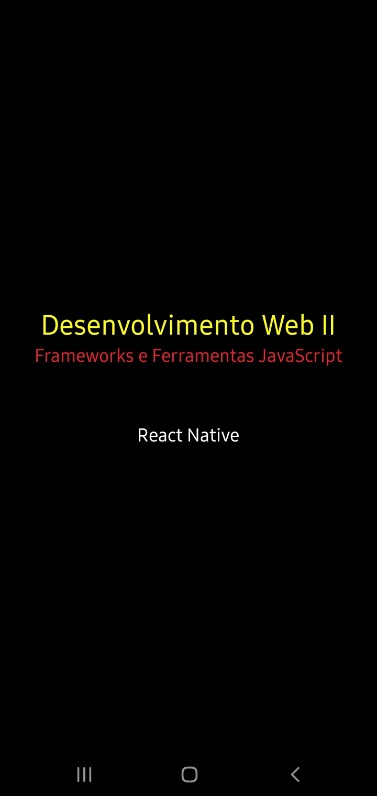 Desenvolvimento Web II
Frameworks e Ferramentas JavaScript
React Native